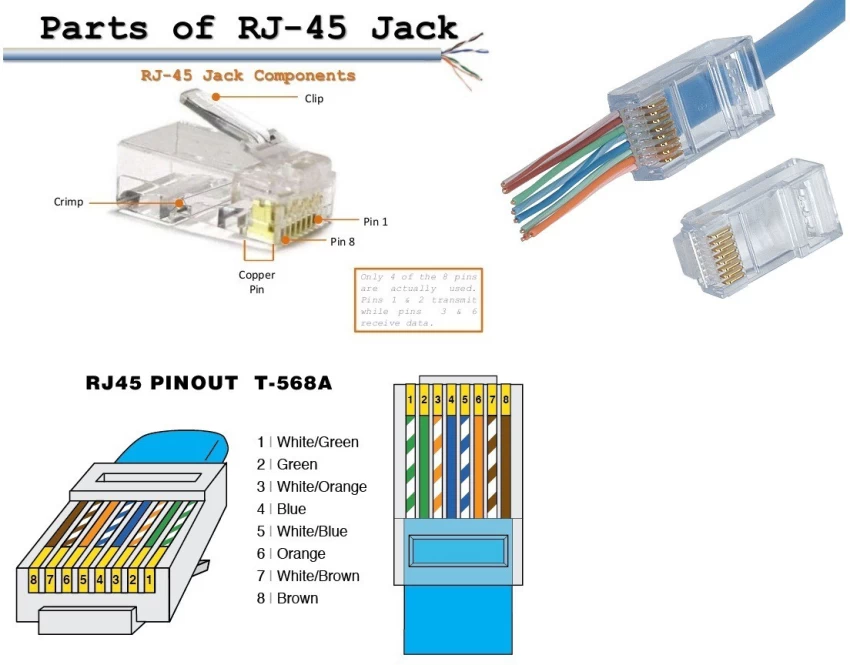 Parts of RJ-45 Jack
RJ-45 Jack Components
Clip
Crimp
Pin 1
Pin 8
Copper
Pin
Only 4 of the 8 pins
are actually used.
Pins 1 & 2 transmit
while pins 3 & 6
receive data.
RJ45 PINOUT T-568A
1 | White/Green
2 | Green
3 | White/Orange
4 | Blue
5 | White/Blue
6 | Orange
7 | White/Brown
8 | Brown
1 2 3 4 5 6 7 8
8 7 6 5 4 3 2 1